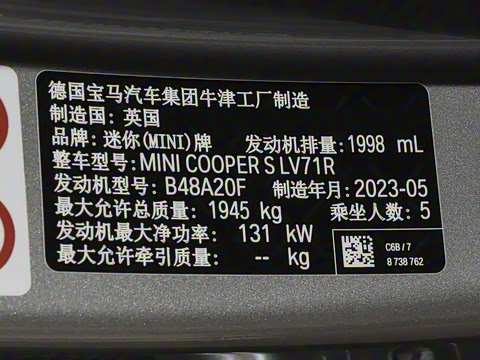 德国宝马汽车集团牛津工厂制造
制造国: 英国
品牌: 迷你(MINI)牌 发动机排量:1998 mL
整车型号:MINI COOPER S LV71R
发动机型号: B48A20F 制造年月:2023-05
最大允许总质量: 1945 kg 乘坐人数: 5
发动机最大净功率: 131 kW
最大允许牵引质量: -- kg
C6B / 7
8 738 762